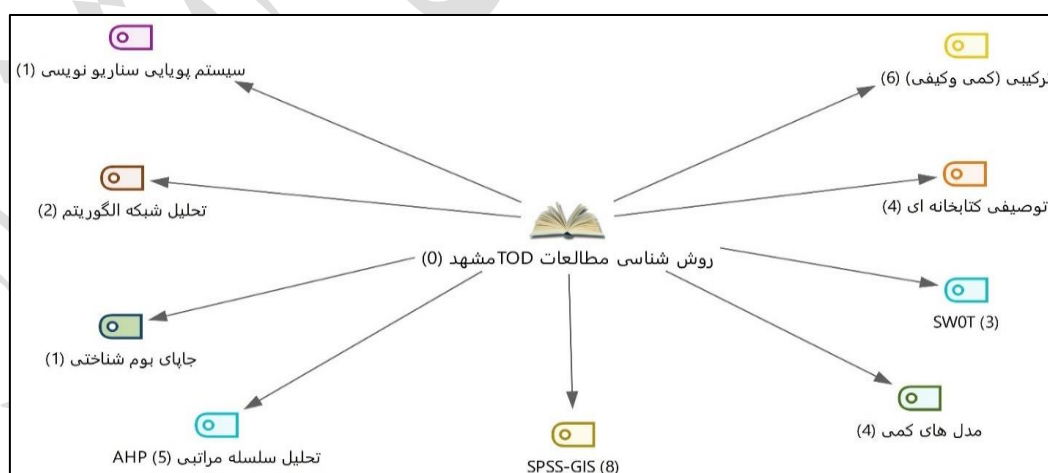 سیستم پویایی سناریو نویسی (1)
ترکیبی (کمی وکیفی) (6)
تحلیل شبکه الگوریتم (2)
توصیفی کتابخانه ای (4)
روش شناسی مطالعات TODمشهد (0)
SW0T (3)
جاپای بوم شناختی (1)
مدل های کمی (4)
تحلیل سلسله مراتبی AHP (5)
SPSS-GIS (8)